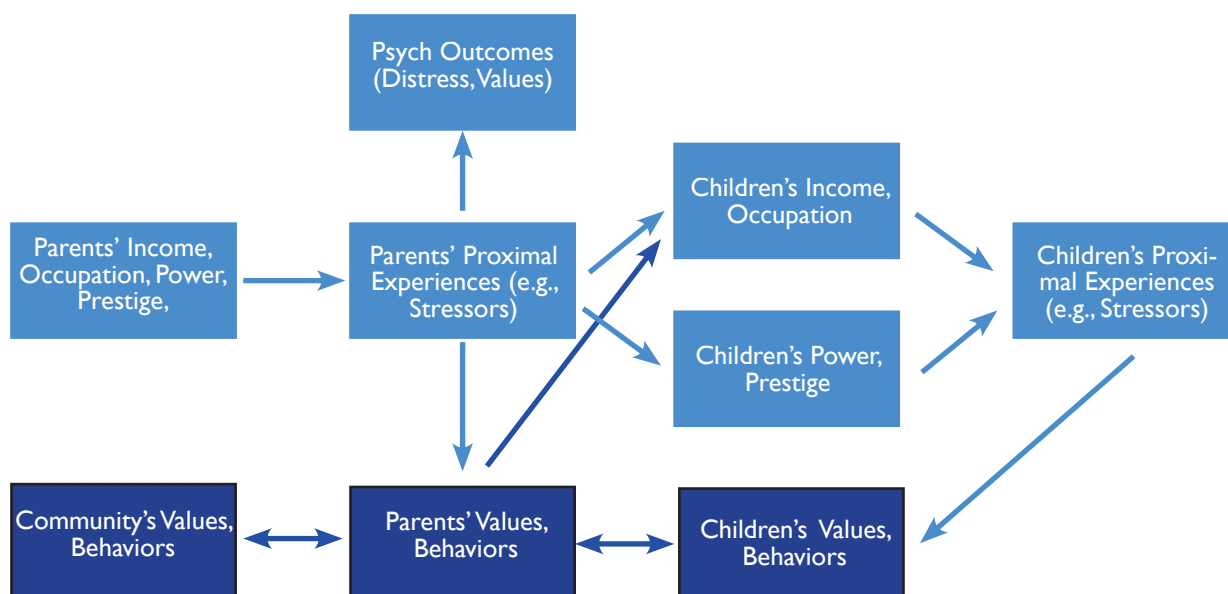 Psych Outcomes
(Distress, Values)
Children’s Income,
Occupation
Parents’ Income,
Occupation, Power,
Prestige,
Parents’ Proximal
Experiences (e.g.,
Stressors)
Children’s Proxi-
mal Experiences
(e.g., Stressors)
Children’s Power,
Prestige
Community’s Values,
Behaviors
Parents’ Values,
Behaviors
Children’s Values,
Behaviors